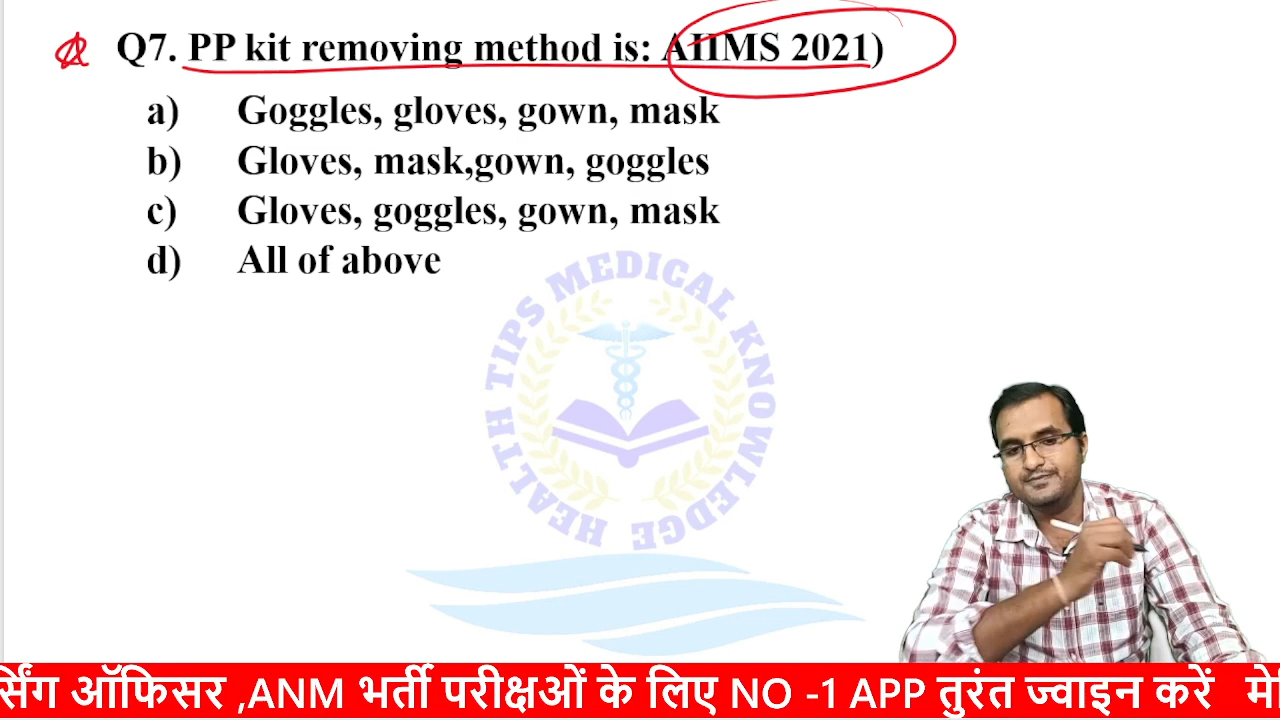 Q7. PP kit removing method is: AIIMS 2021)
a) Goggles, gloves, gown, mask
b) Gloves, mask,gown, goggles
c) Gloves, goggles, gown, mask
d) All of above
HEALTH TIPS MEDICAL KNOWLEDGE
र्सिंग ऑफिसर ,ANM भर्ती परीक्षओं के लिए NO -1 APP तुरंत ज्वाइन करें